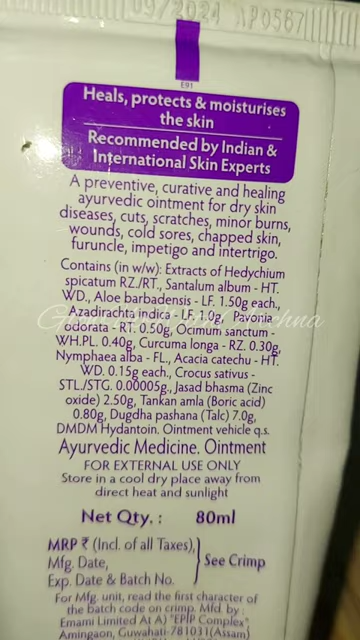 09/2024 AP0567
E91
Heals, protects & moisturises
the skin
Recommended by Indian &
International Skin Experts
A preventive, curative and healing
ayurvedic ointment for dry skin
diseases, cuts, scratches, minor burns,
wounds, cold sores, chapped skin,
furuncle, impetigo and intertrigo.
Contains (in w/w): Extracts of Hedychium
spicatum RZ./RT., Santalum album - HT.
WD., Aloe barbadensis - LF. 1.50g each.,
Azadirachta indica - LF. 1.0g, Pavonia
odorata - RT. 0.50g, Ocimum sanctum -
WH.PL. 0.40g, Curcuma longa - RZ. 0.30g,
Nymphaea alba - FL., Acacia catechu - HT.
WD. 0.15g each., Crocus sativus -
STL./STG. 0.00005g., Jasad bhasma (Zinc
oxide) 2.50g, Tankan amla (Boric acid)
0.80g, Dugdha pashana (Talc) 7.0g,
DMDM Hydantoin. Ointment vehicle q.s.
Ayurvedic Medicine. Ointment
FOR EXTERNAL USE ONLY
Store in a cool dry place away from
direct heat and sunlight
Net Qty. : 80ml
MRP ₹ (Incl. of all Taxes),
Mfg. Date,
Exp. Date & Batch No.
See Crimp
For Mfg. unit, read the first character of
the batch code on crimp. Mfd. by :
Emami Limited At A) "EPIP Complex",
Amingaon, Guwahati-781031(Assam)